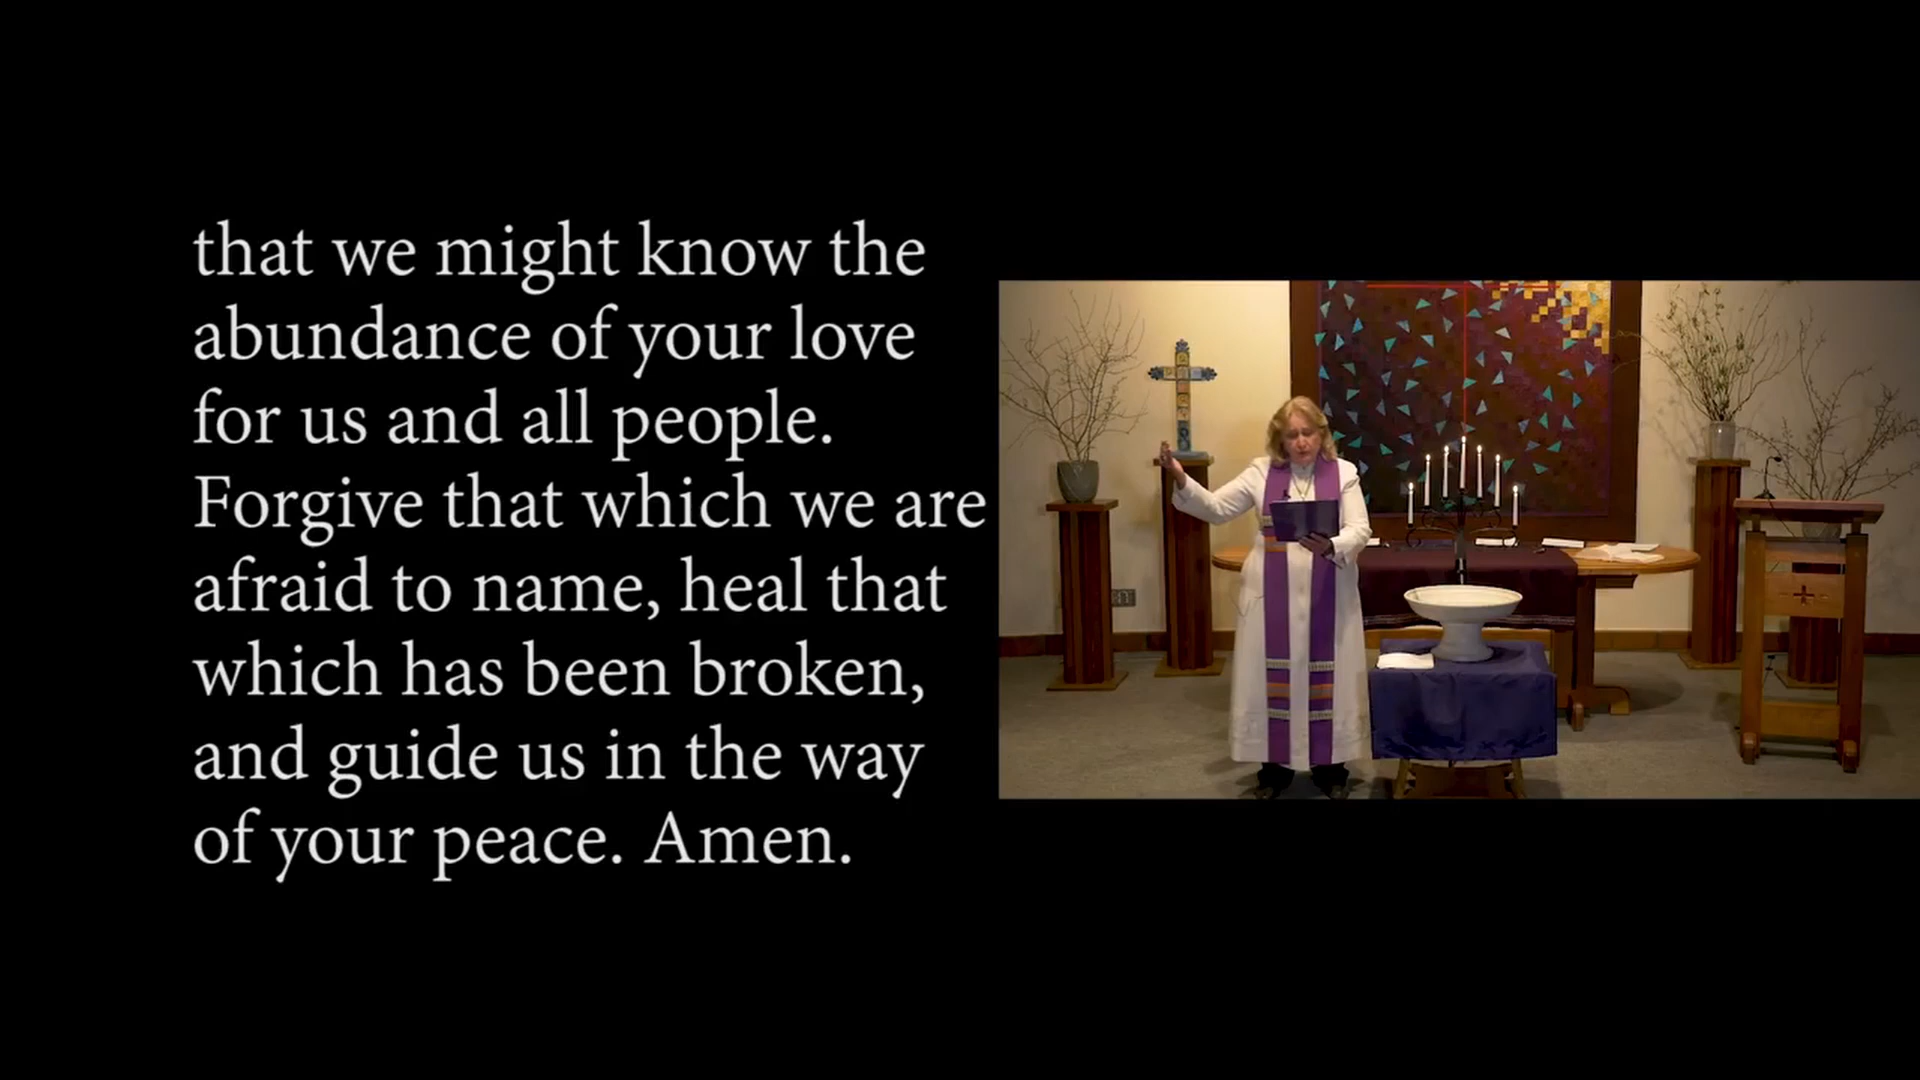 that we might know the
abundance of your love
for us and all people.
Forgive that which we are
afraid to name, heal that
which has been broken,
and guide us in the way
of your peace. Amen.